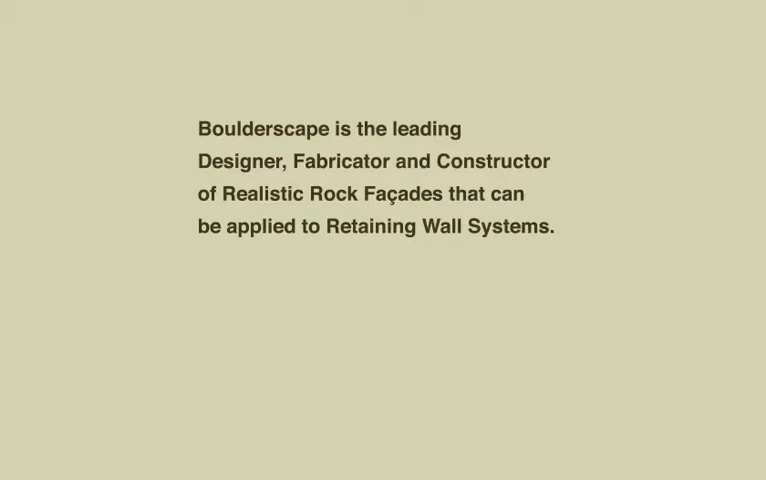 Boulderscape is the leading
Designer, Fabricator and Constructor
of Realistic Rock Façades that can
be applied to Retaining Wall Systems.